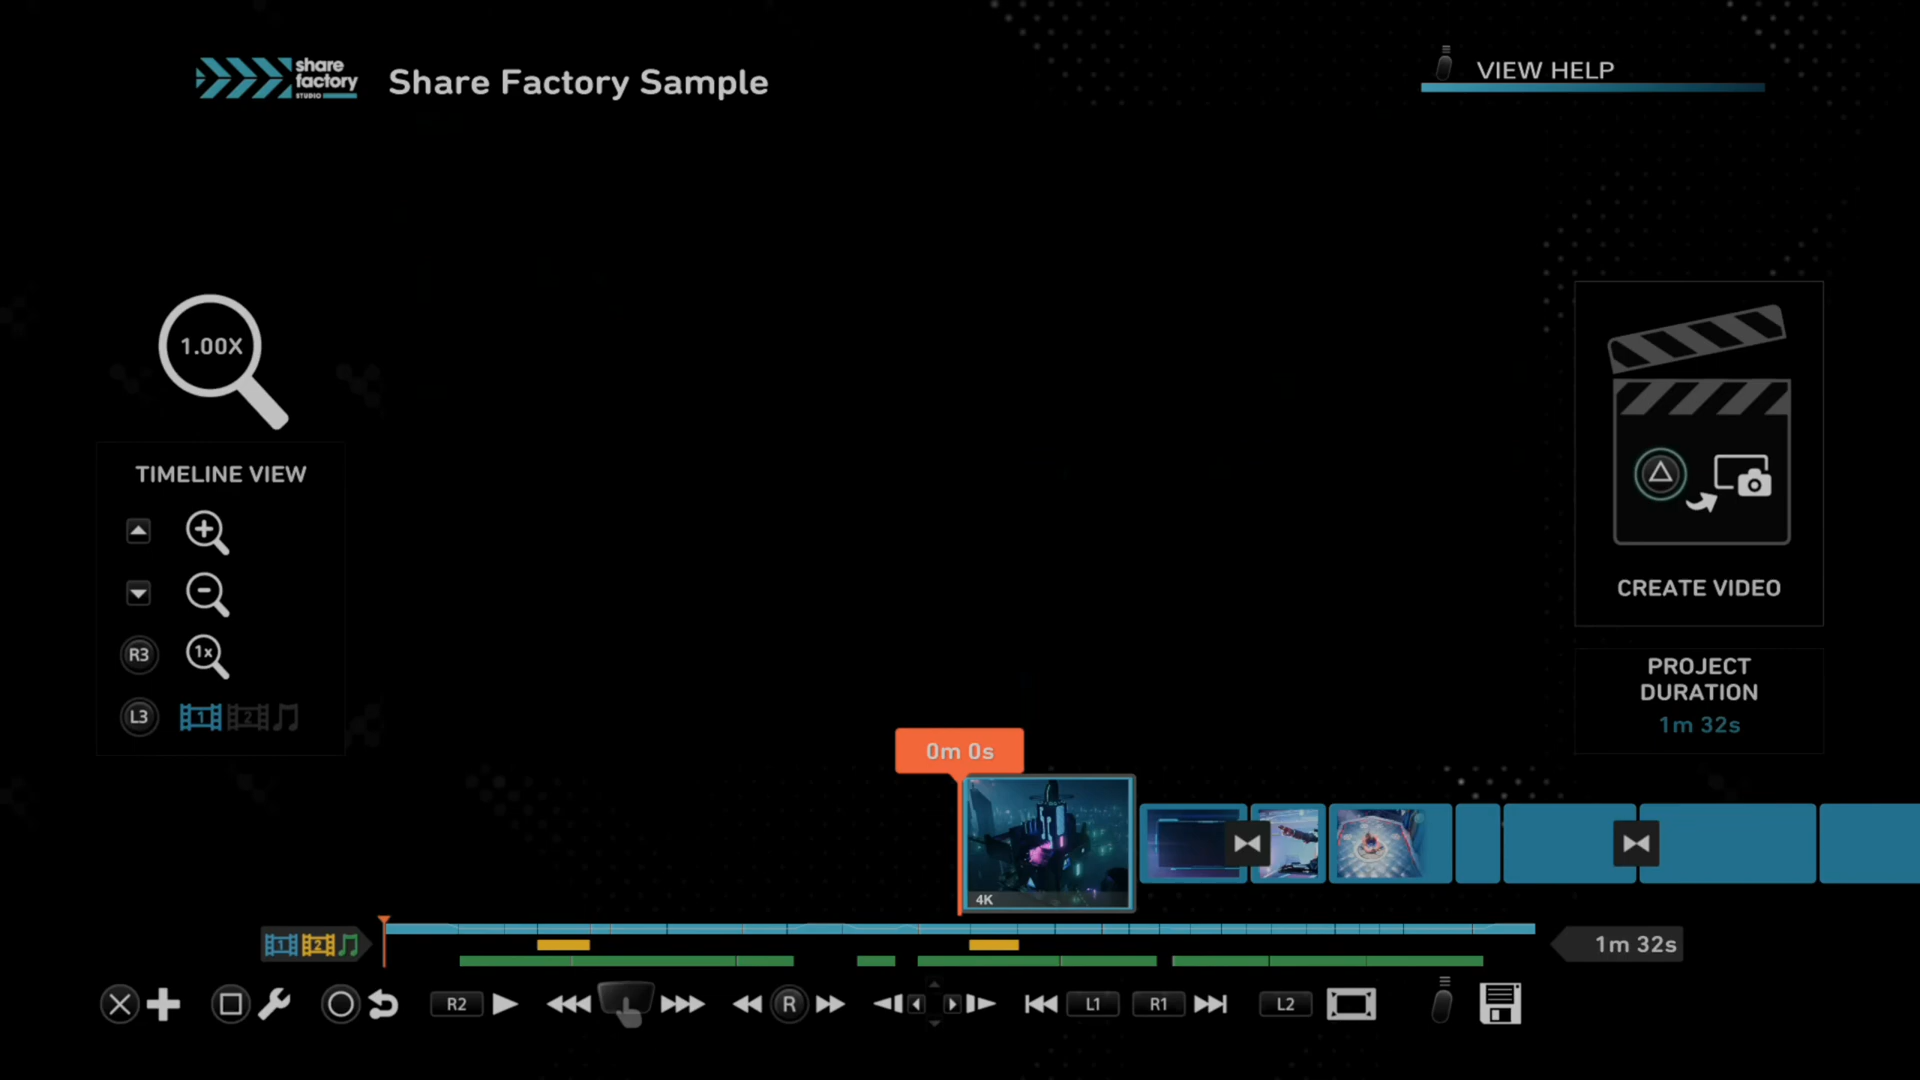 share
factory
STUDIO
Share Factory Sample
VIEW HELP
1.00X
TIMELINE VIEW
R3
1x
L3
1
2
CREATE VIDEO
PROJECT
DURATION
1m 32s
0m 0s
4K
1
2
1m 32s
R2
R
L1
R1
L2